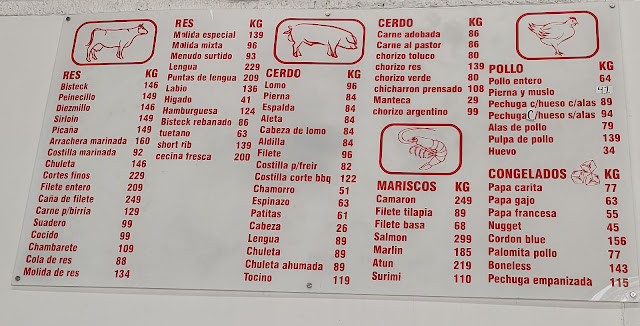 RES KG
Bisteck 146
Peinecillo 149
Diezmillo 146
Sirloin 149
Picaña 149
Arrachera marinada 160
Costilla marinada 92
Chuleta 146
Cortes finos 229
Filete entero 209
Caña de filete 249
Carne p/birria 129
Suadero 99
Cocido 99
Chambarete 109
Cola de res 88
Molida de res 134
RES KG
Molida especial 139
Molida mixta 96
Menudo surtido 93
Lengua 229
Puntas de lengua 209
Labio 136
Higado 41
Hamburguesa 124
Bisteck rebanado 86
tuetano 63
short rib 139
cecina fresca 200
CERDO KG
Lomo 96
Pierna 84
Espalda 84
Aleta 84
Cabeza de lomo 84
Aldilla 84
Filete 96
Costilla p/freir 82
Costilla corte bbq 122
Chamorro 51
Espinazo 63
Patitas 61
Cabeza 26
Lengua 89
Chuleta 89
Chuleta ahumada 89
Tocino 119
CERDO KG
Carne adobada 86
Carne al pastor 86
chorizo toluco 80
chorizo res 139
chorizo verde 80
chicharron prensado 108
Manteca 29
chorizo argentino 99
MARISCOS KG
Camaron 249
Filete tilapia 89
Filete basa 68
Salmon 299
Marlin 185
Atun 219
Surimi 110
POLLO KG
Pollo entero 64
Pierna y muslo
Pechuga c/hueso c/alas 89
Pechuga C/hueso s/alas 94
Alas de pollo 79
Pulpa de pollo 139
Huevo 34
CONGELADOS KG
Papa carita 77
Papa gajo 63
Papa francesa 55
Nugget 45
Cordon blue 156
Palomita pollo 77
Boneless 143
Pechuga empanizada 115